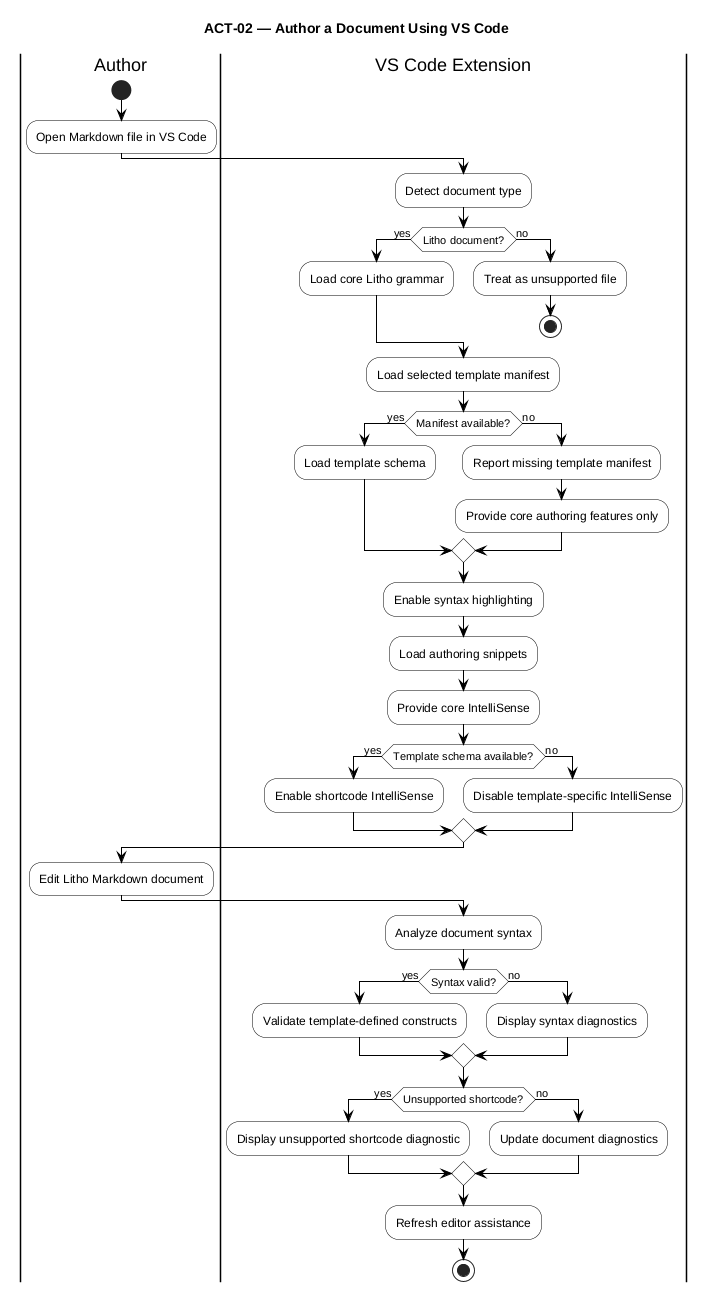 ACT-02 — Author a Document Using VS Code
Author
VS Code Extension
Open Markdown file in VS Code
Detect document type
yes
Litho document?
no
Load core Litho grammar
Treat as unsupported file
Load selected template manifest
yes
Manifest available?
no
Load template schema
Report missing template manifest
Provide core authoring features only
Enable syntax highlighting
Load authoring snippets
Provide core IntelliSense
yes
Template schema available?
no
Enable shortcode IntelliSense
Disable template-specific IntelliSense
Edit Litho Markdown document
Analyze document syntax
yes
Syntax valid?
no
Validate template-defined constructs
Display syntax diagnostics
yes
Unsupported shortcode?
no
Display unsupported shortcode diagnostic
Update document diagnostics
Refresh editor assistance